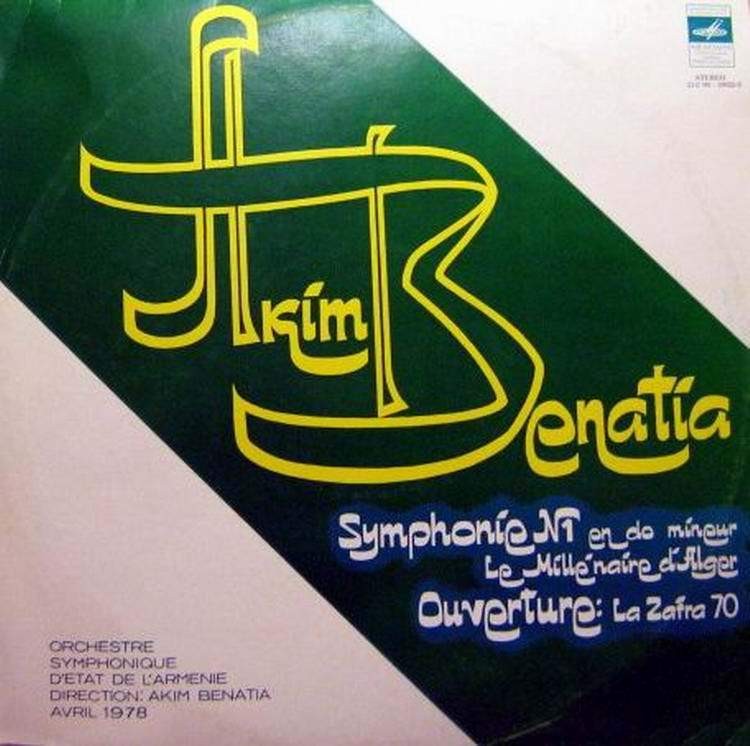 STEREO
Akim
Benatia
Symphonie N1 en do mineur
Le Millénaire d'Alger
Ouverture: La Zafra 70
ORCHESTRE
SYMPHONIQUE
D'ETAT DE L'ARMENIE
DIRECTION: AKIM BENATIA
AVRIL 1978